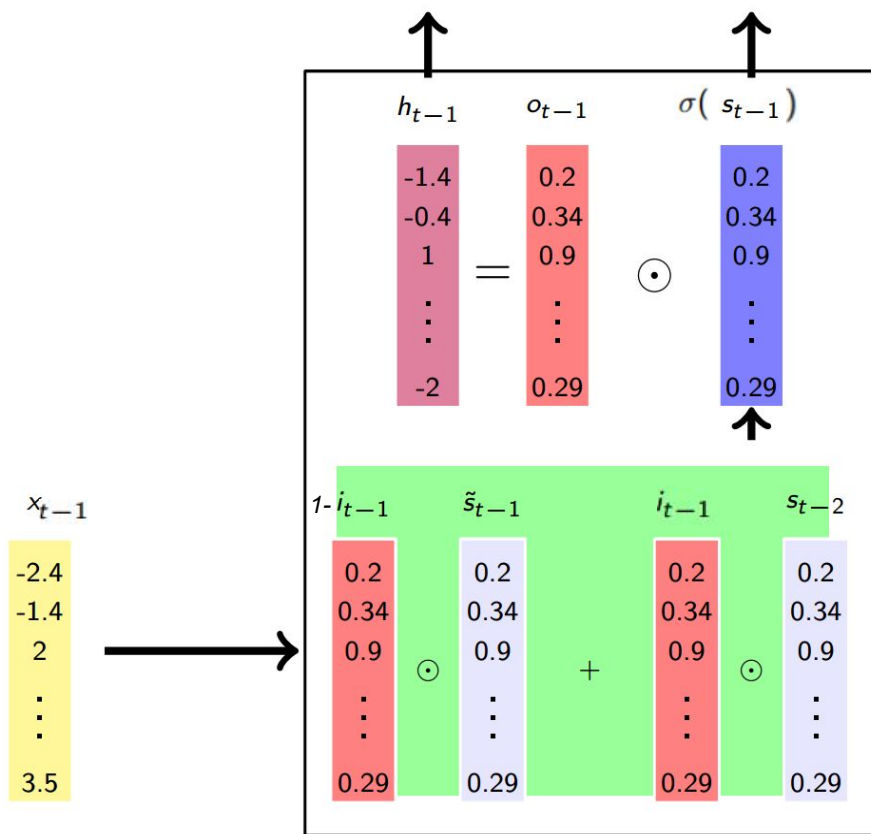 h_{t−1} o_{t−1} σ( s_{t−1})
-1.4 0.2 0.2
-0.4 0.34 0.34
1 0.9 0.9
= ⊙
⋮ ⋮ ⋮
-2 0.29 0.29
x_{t−1} 1- i_{t−1} s̃_{t−1} i_{t−1} s_{t−2}
-2.4 0.2 0.2 0.2 0.2
-1.4 0.34 0.34 0.34 0.34
2 0.9 0.9 0.9 0.9
⊙ + ⊙
⋮ ⋮ ⋮ ⋮ ⋮
3.5 0.29 0.29 0.29 0.29